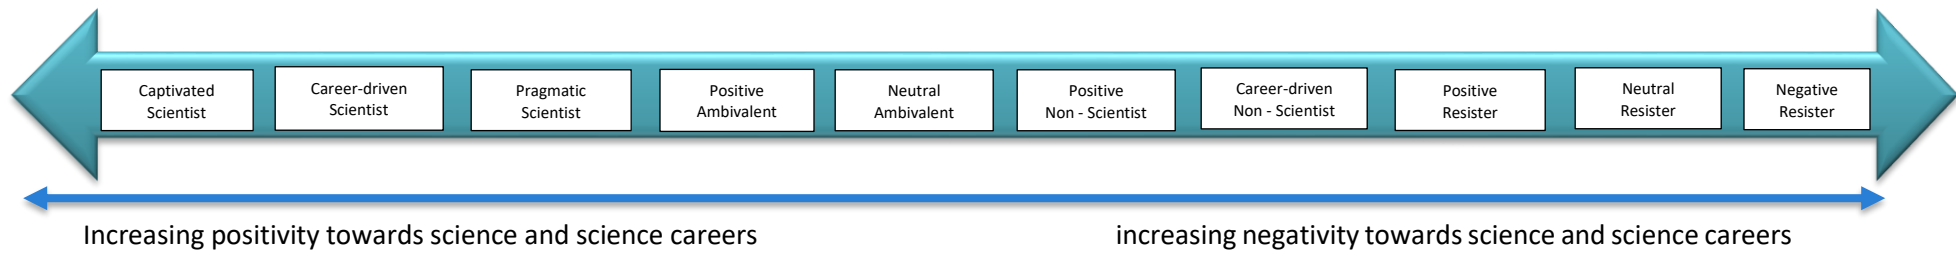 Captivated
Scientist
Career-driven
Scientist
Pragmatic
Scientist
Positive
Ambivalent
Neutral
Ambivalent
Positive
Non - Scientist
Career-driven
Non - Scientist
Positive
Resister
Neutral
Resister
Negative
Resister
Increasing positivity towards science and science careers
increasing negativity towards science and science careers